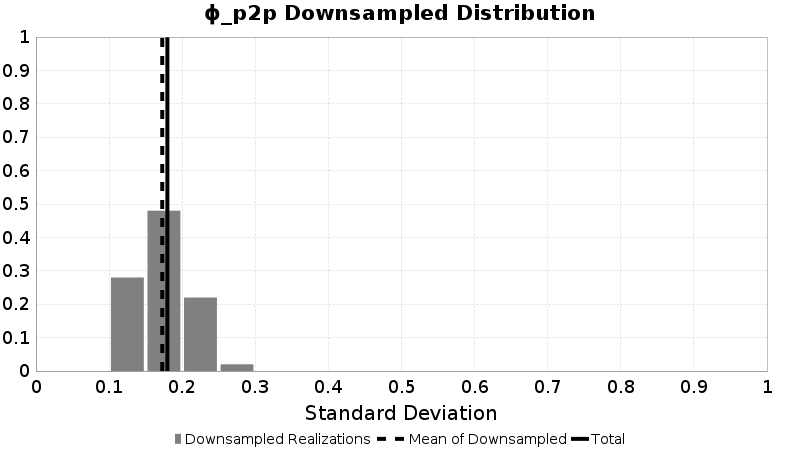 ϕ_p2p Downsampled Distribution
1
0.9
0.8
0.7
0.6
0.5
0.4
0.3
0.2
0.1
0
0 0.1 0.2 0.3 0.4 0.5 0.6 0.7 0.8 0.9 1
Standard Deviation
Downsampled Realizations Mean of Downsampled Total